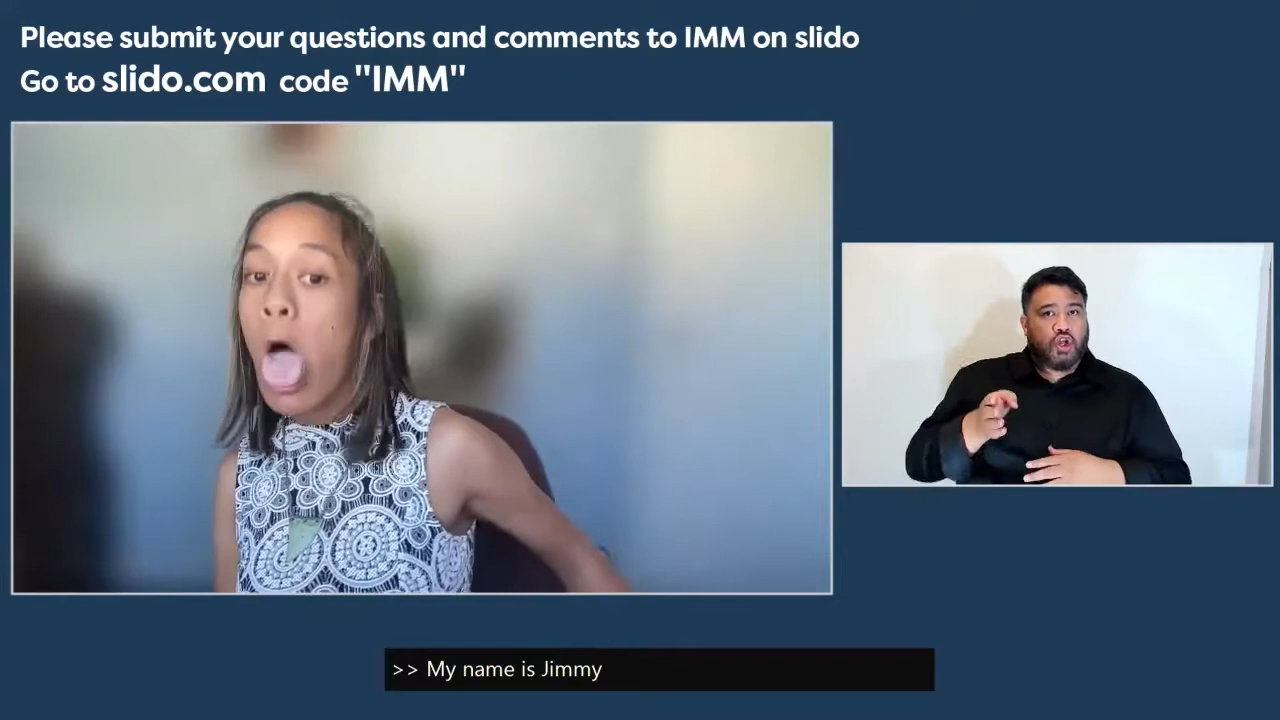 Please submit your questions and comments to IMM on slido
Go to slido.com code "IMM"
>> My name is Jimmy